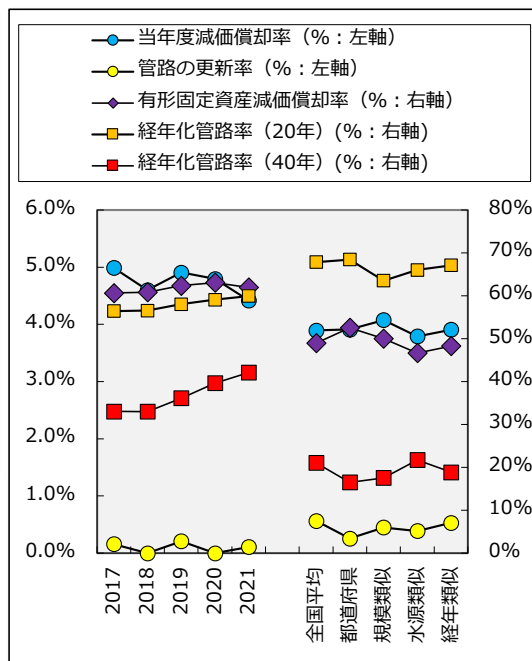 当年度減価償却率（%：左軸）
管路の更新率（%：左軸）
有形固定資産減価償却率（%：右軸）
経年化管路率（20年）(%：右軸)
経年化管路率（40年）(%：右軸)
6.0%
5.0%
4.0%
3.0%
2.0%
1.0%
0.0%
80%
70%
60%
50%
40%
30%
20%
10%
0%
2017
2018
2019
2020
2021
全国平均
都道府県
規模類似
水源類似
経年類似